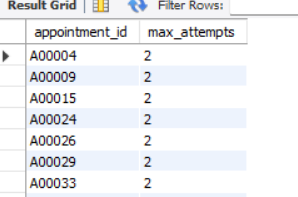 Result Grid Filter Rows:
appointment_id max_attempts
A00004 2
A00009 2
A00015 2
A00024 2
A00026 2
A00029 2
A00033 2